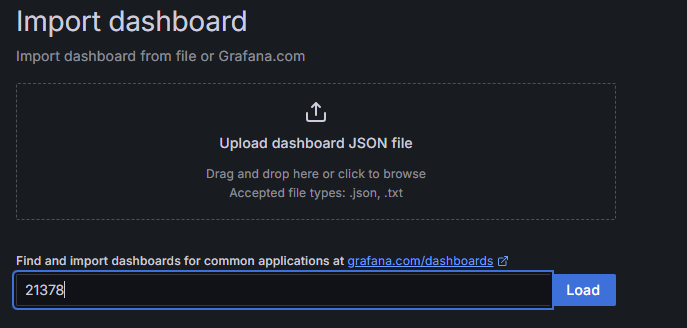 Import dashboard
Import dashboard from file or Grafana.com
Upload dashboard JSON file
Drag and drop here or click to browse
Accepted file types: .json, .txt
Find and import dashboards for common applications at grafana.com/dashboards
21378
Load